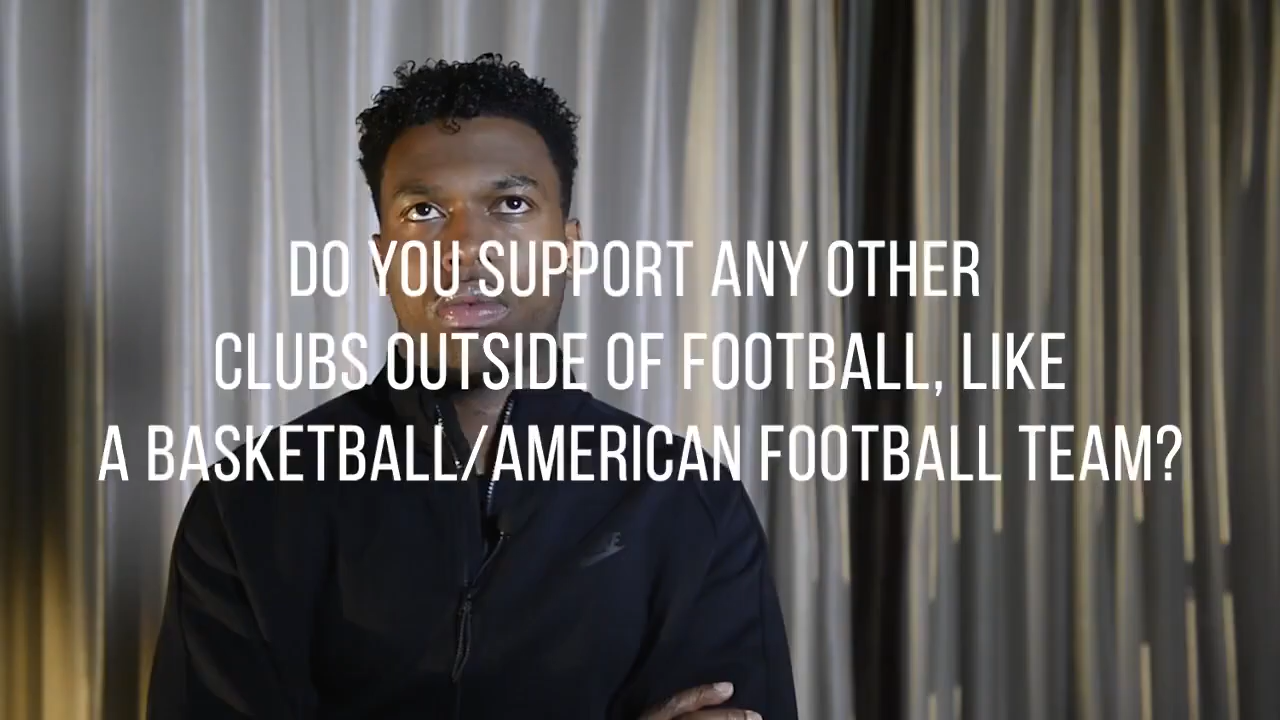 DO YOU SUPPORT ANY OTHER
CLUBS OUTSIDE OF FOOTBALL, LIKE
A BASKETBALL/AMERICAN FOOTBALL TEAM?